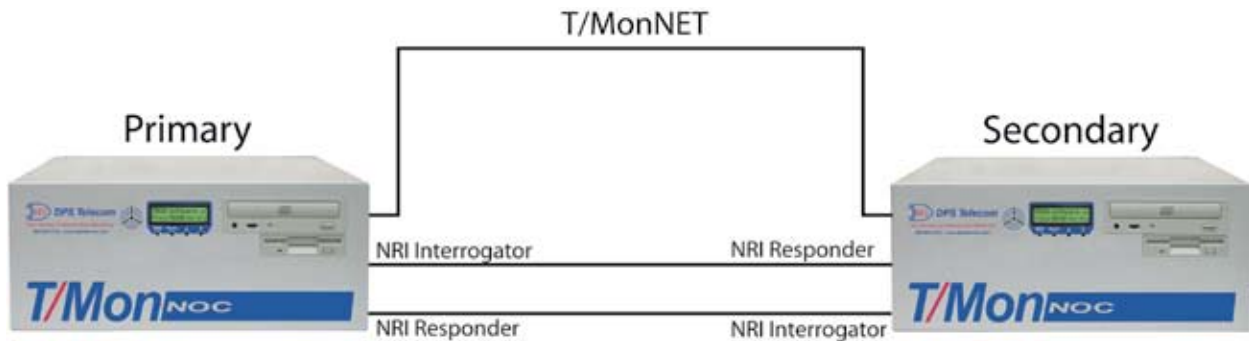 T/MonNET
Primary
Secondary
DPS Telecom
DPS Telecom
NRI Interrogator
NRI Responder
T/Mon NOC
T/Mon NOC
NRI Responder
NRI Interrogator